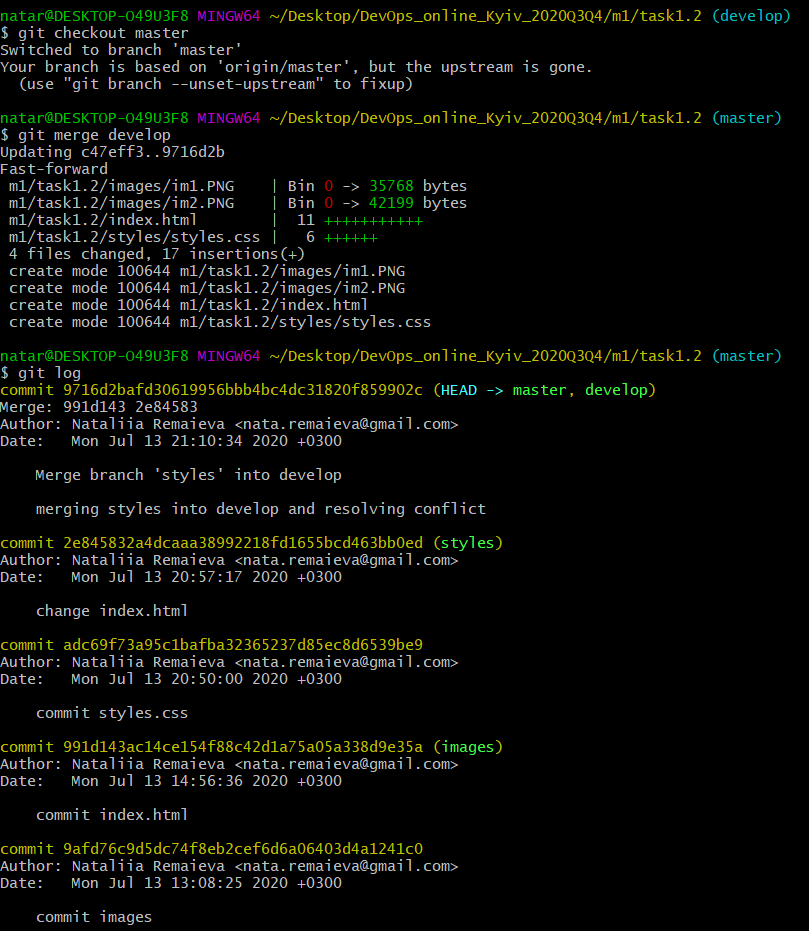 natar@DESKTOP-O49U3F8 MINGW64 ~/Desktop/DevOps_online_Kyiv_2020Q3Q4/m1/task1.2 (develop)
$ git checkout master
Switched to branch 'master'
Your branch is based on 'origin/master', but the upstream is gone.
  (use "git branch --unset-upstream" to fixup)

natar@DESKTOP-O49U3F8 MINGW64 ~/Desktop/DevOps_online_Kyiv_2020Q3Q4/m1/task1.2 (master)
$ git merge develop
Updating c47eff3..9716d2b
Fast-forward
 m1/task1.2/images/im1.PNG    | Bin 0 -> 35768 bytes
 m1/task1.2/images/im2.PNG    | Bin 0 -> 42199 bytes
 m1/task1.2/index.html        |  11 +++++++++++
 m1/task1.2/styles/styles.css |   6 ++++++
 4 files changed, 17 insertions(+)
 create mode 100644 m1/task1.2/images/im1.PNG
 create mode 100644 m1/task1.2/images/im2.PNG
 create mode 100644 m1/task1.2/index.html
 create mode 100644 m1/task1.2/styles/styles.css

natar@DESKTOP-O49U3F8 MINGW64 ~/Desktop/DevOps_online_Kyiv_2020Q3Q4/m1/task1.2 (master)
$ git log
commit 9716d2bafd30619956bbb4bc4dc31820f859902c (HEAD -> master, develop)
Merge: 991d143 2e84583
Author: Nataliia Remaieva <nata.remaieva@gmail.com>
Date:   Mon Jul 13 21:10:34 2020 +0300

    Merge branch 'styles' into develop

    merging styles into develop and resolving conflict

commit 2e845832a4dcaaa38992218fd1655bcd463bb0ed (styles)
Author: Nataliia Remaieva <nata.remaieva@gmail.com>
Date:   Mon Jul 13 20:57:17 2020 +0300

    change index.html

commit adc69f73a95c1bafba32365237d85ec8d6539be9
Author: Nataliia Remaieva <nata.remaieva@gmail.com>
Date:   Mon Jul 13 20:50:00 2020 +0300

    commit styles.css

commit 991d143ac14ce154f88c42d1a75a05a338d9e35a (images)
Author: Nataliia Remaieva <nata.remaieva@gmail.com>
Date:   Mon Jul 13 14:56:36 2020 +0300

    commit index.html

commit 9afd76c9d5dc74f8eb2cef6d6a06403d4a1241c0
Author: Nataliia Remaieva <nata.remaieva@gmail.com>
Date:   Mon Jul 13 13:08:25 2020 +0300

    commit images